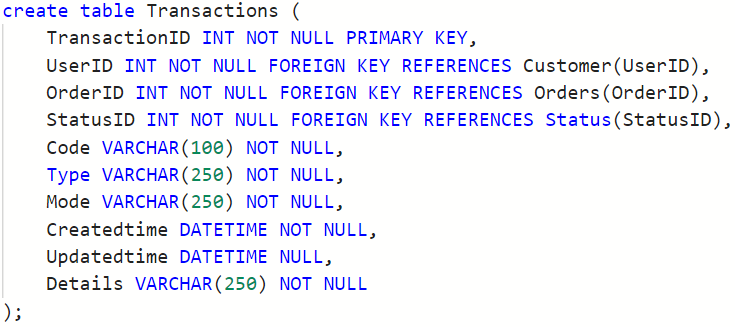 create table Transactions (
TransactionID INT NOT NULL PRIMARY KEY,
UserID INT NOT NULL FOREIGN KEY REFERENCES Customer(UserID),
OrderID INT NOT NULL FOREIGN KEY REFERENCES Orders(OrderID),
StatusID INT NOT NULL FOREIGN KEY REFERENCES Status(StatusID),
Code VARCHAR(100) NOT NULL,
Type VARCHAR(250) NOT NULL,
Mode VARCHAR(250) NOT NULL,
Createdtime DATETIME NOT NULL,
Updatedtime DATETIME NULL,
Details VARCHAR(250) NOT NULL
);